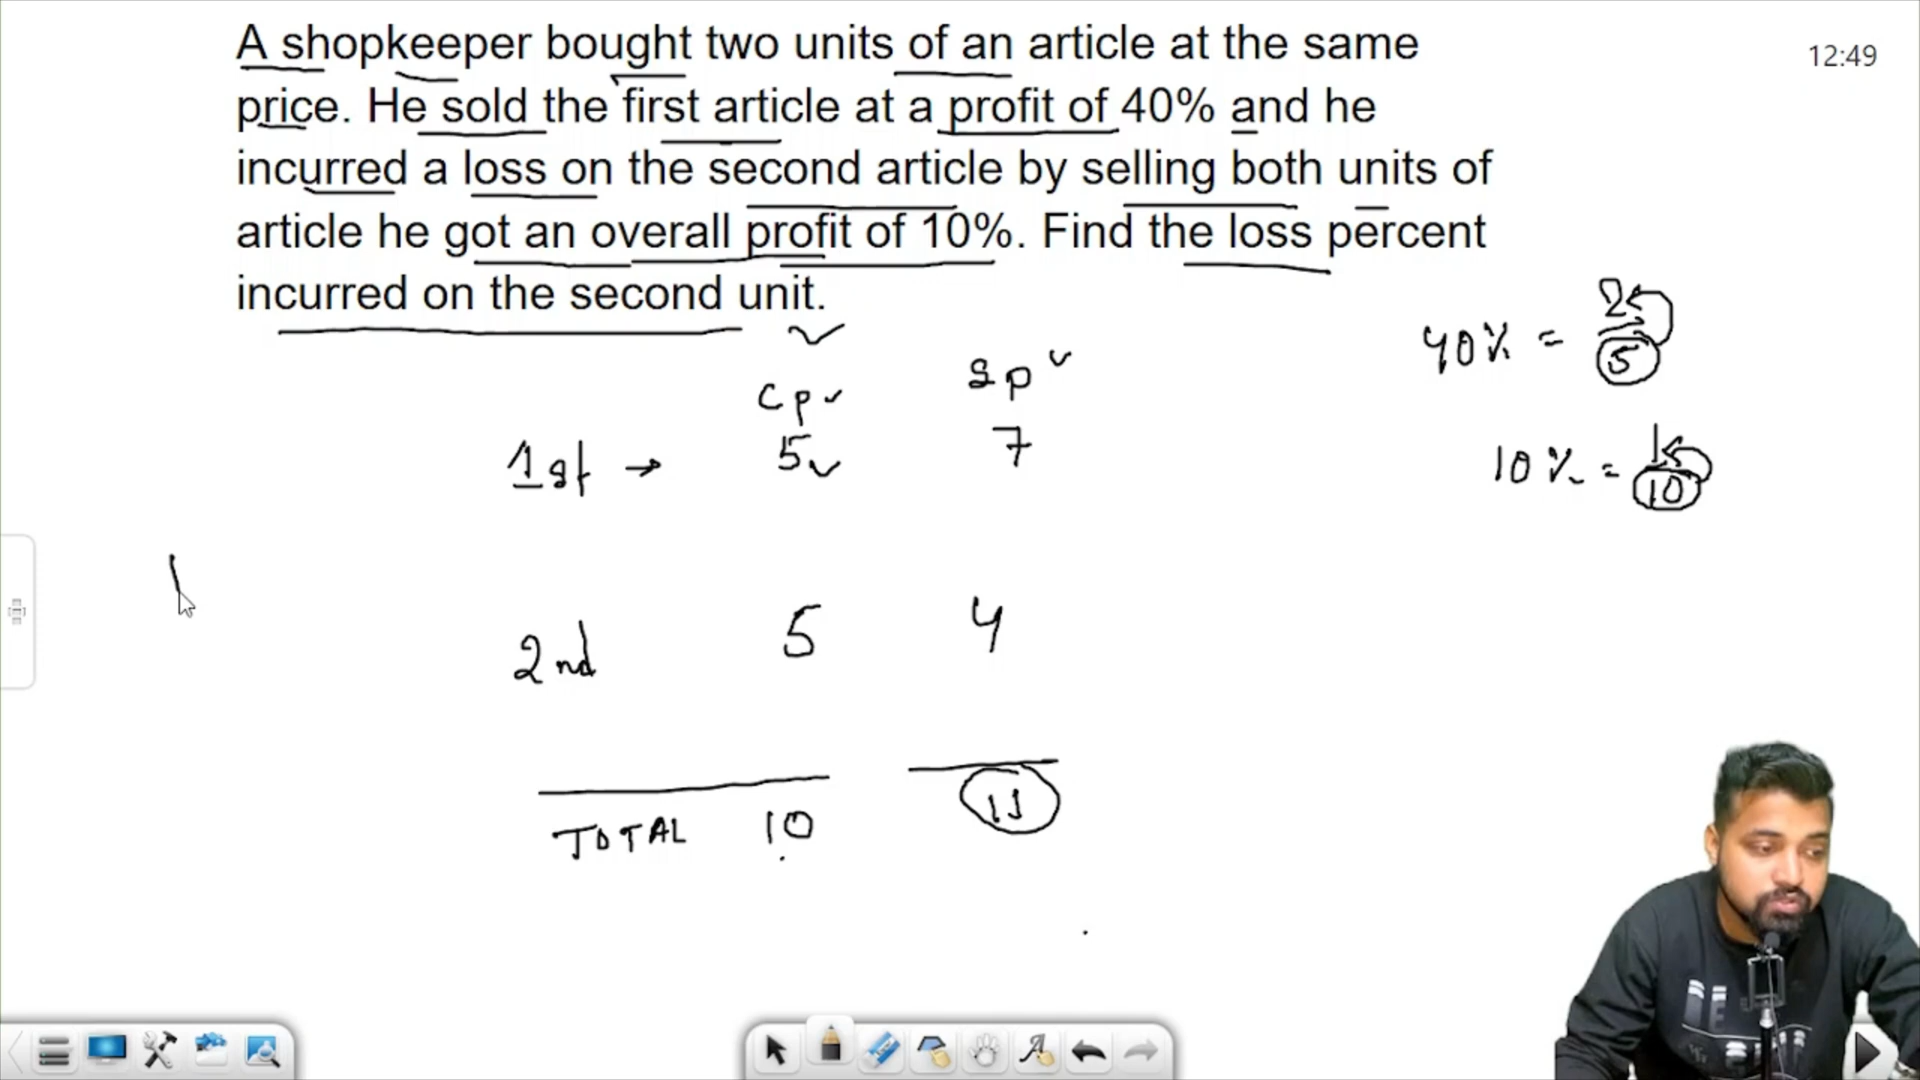 A shopkeeper bought two units of an article at the same
12:49
price. He sold the first article at a profit of 40% and he
incurred a loss on the second article by selling both units of
article he got an overall profit of 10%. Find the loss percent
incurred on the second unit.
40% = 2/5
CP SP
1st → 5 7
10% = 1/10
2nd 5 4
TOTAL 10 11